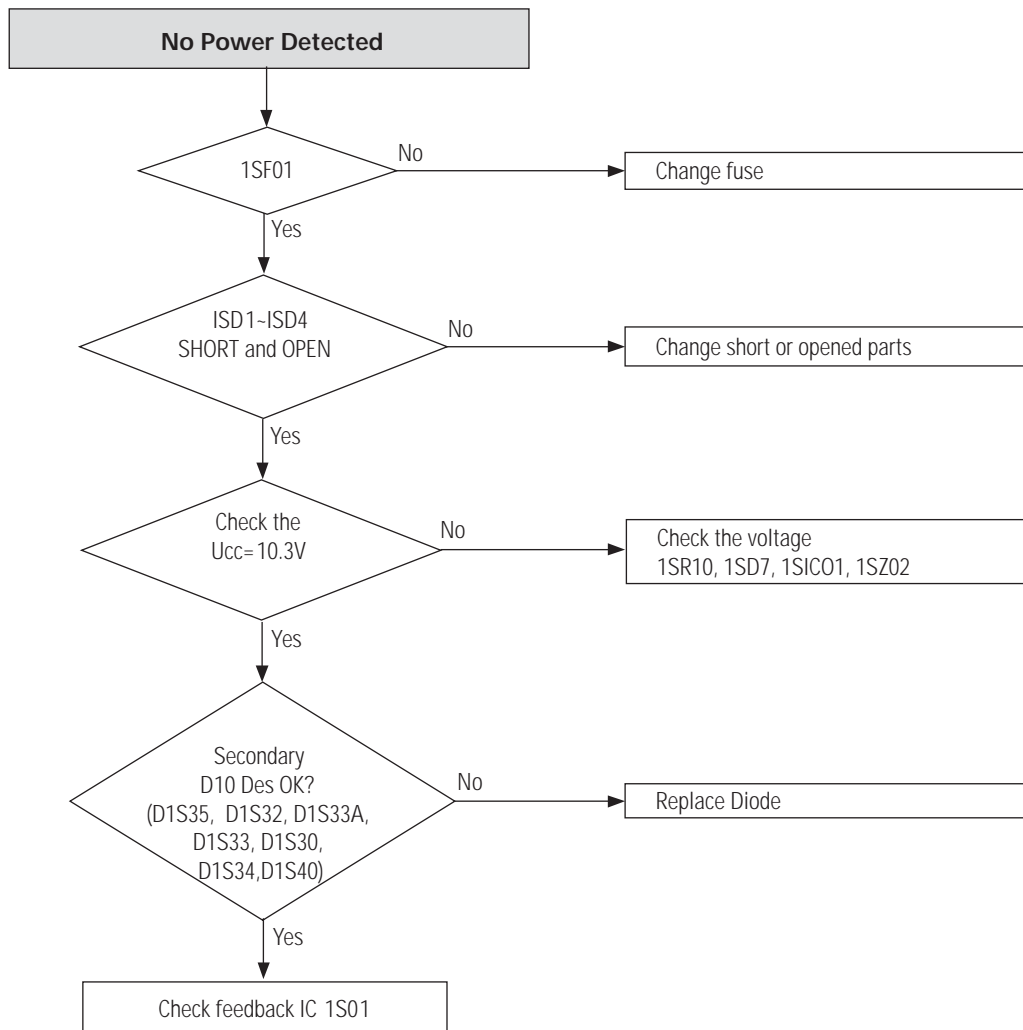 No Power Detected
1SF01
No
Change fuse
Yes
ISD1~ISD4
SHORT and OPEN
No
Change short or opened parts
Yes
Check the
Ucc=10.3V
No
Check the voltage
1SR10, 1SD7, 1SICO1, 1SZ02
Yes
Secondary
D10 Des OK?
(D1S35, D1S32, D1S33A,
D1S33, D1S30,
D1S34,D1S40)
No
Replace Diode
Yes
Check feedback IC 1S01